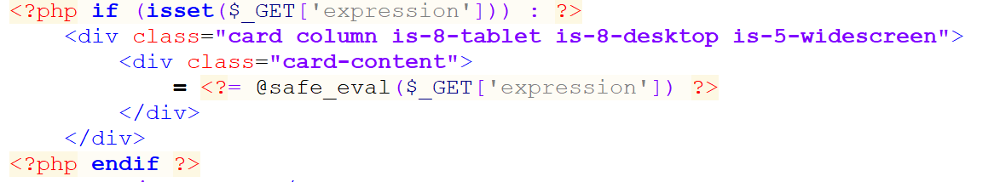 <?php if (isset($_GET['expression'])) : ?>
<div class="card column is-8-tablet is-8-desktop is-5-widescreen">
<div class="card-content">
= <?= @safe_eval($_GET['expression']) ?>
</div>
</div>
<?php endif ?>